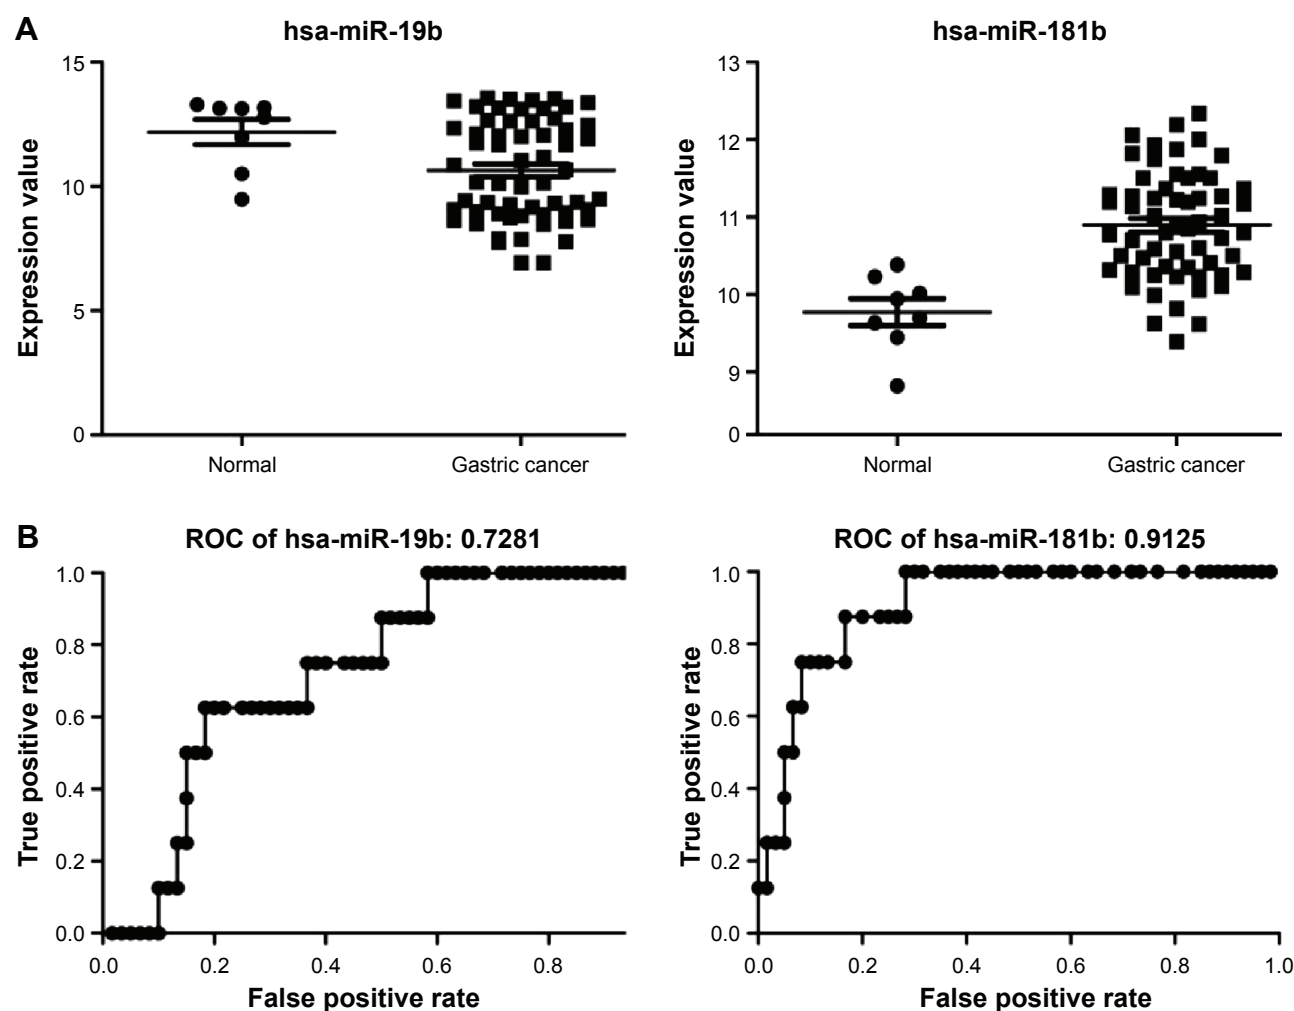 A
hsa-miR-19b
hsa-miR-181b
Expression value
15
10
5
0
Normal
Gastric cancer
Expression value
13
12
11
10
9
0
Normal
Gastric cancer
B
ROC of hsa-miR-19b: 0.7281
ROC of hsa-miR-181b: 0.9125
True positive rate
1.0
0.8
0.6
0.4
0.2
0.0
0.0 0.2 0.4 0.6 0.8
False positive rate
True positive rate
1.0
0.8
0.6
0.4
0.2
0.0
0.0 0.2 0.4 0.6 0.8 1.0
False positive rate